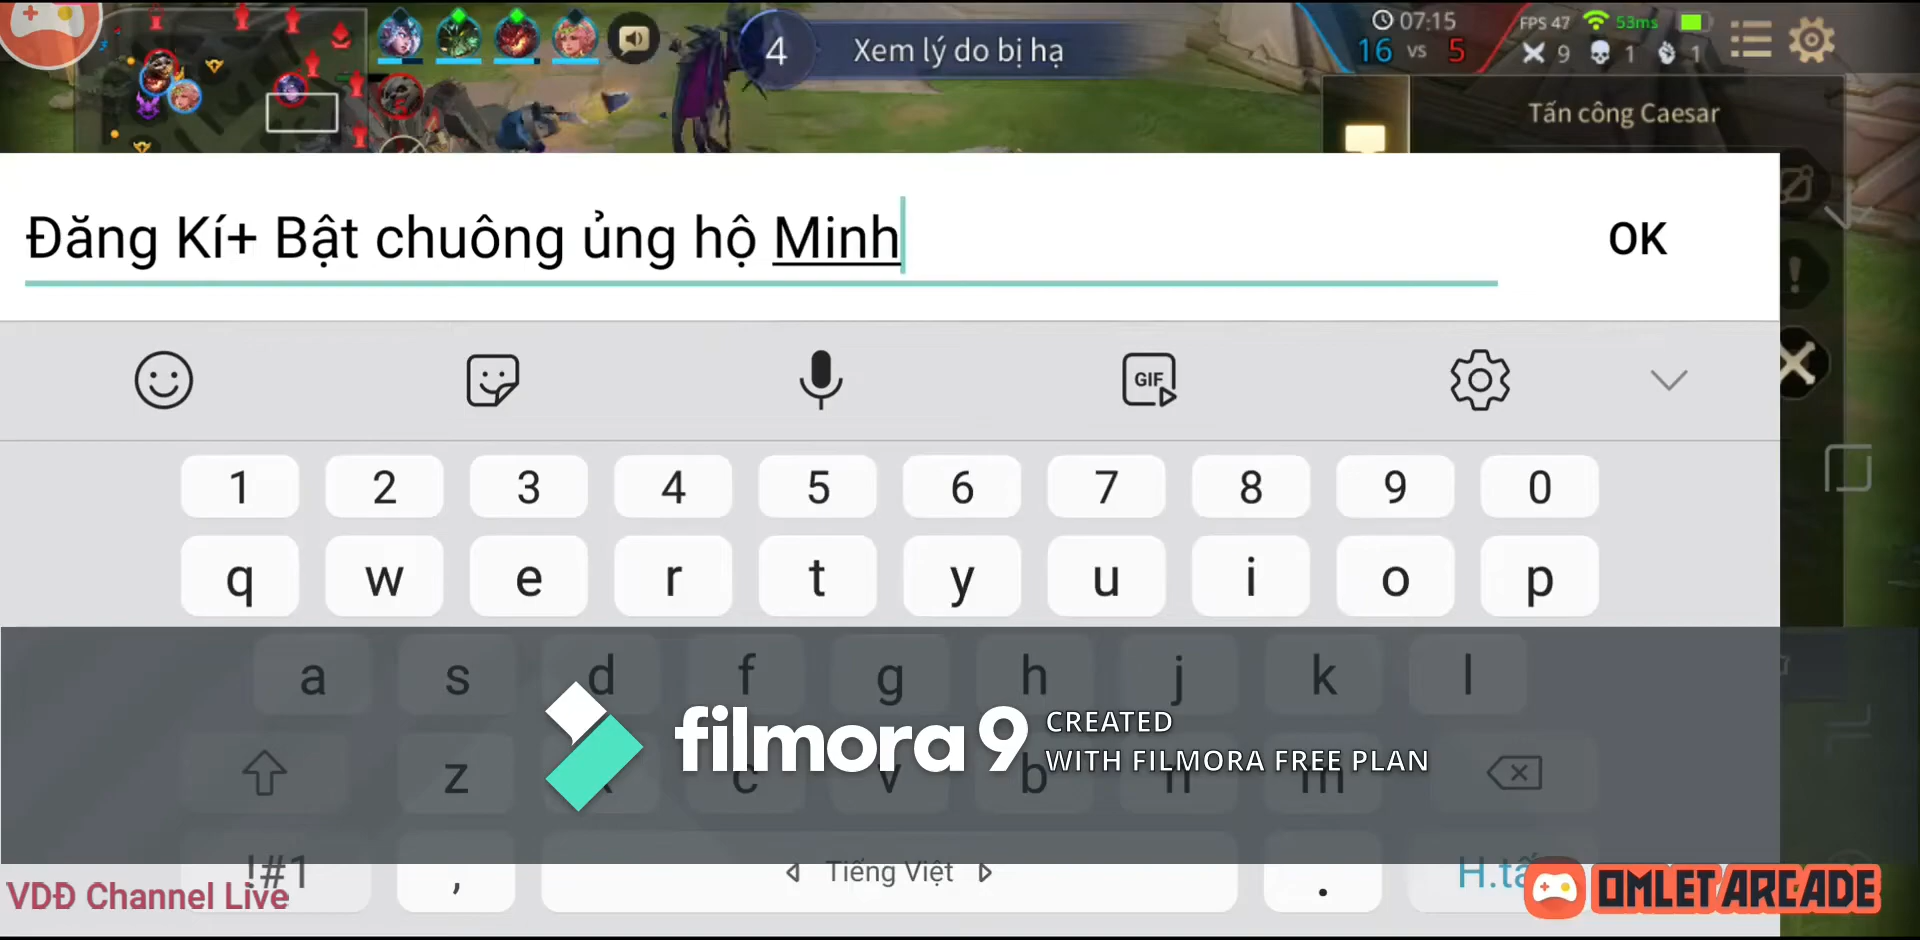 4 Xem lý do bị hạ
07:15
16 vs 5
FPS 47 53ms
9 1 1
Tấn công Caesar
Đăng Kí+ Bật chuông ủng hộ Minh
OK
GIF
1 2 3 4 5 6 7 8 9 0
q w e r t y u i o p
a s d f g h j k l
filmora9 CREATED
WITH FILMORA FREE PLAN
z c v b n m
!#1 , Tiếng Việt .
VDĐ Channel Live
OMLET ARCADE